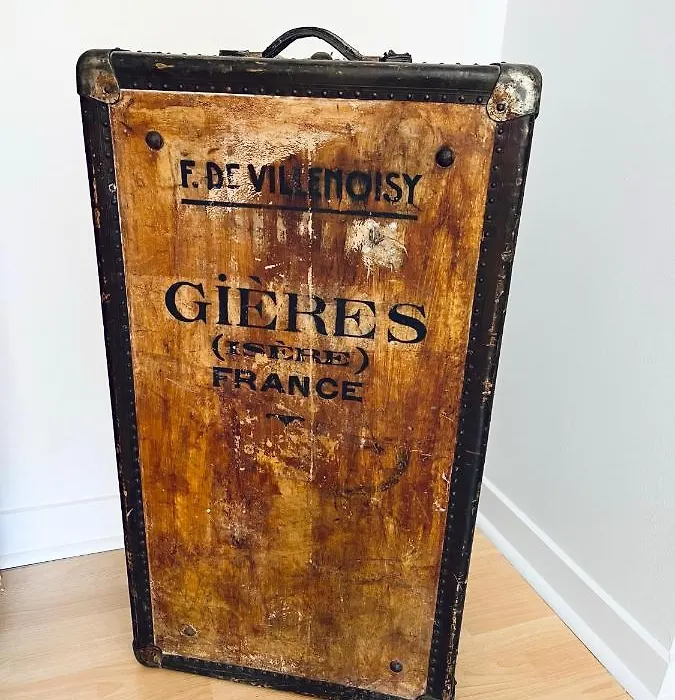 F. DE VILLENOISY
GIÈRES
(ISÈRE)
FRANCE